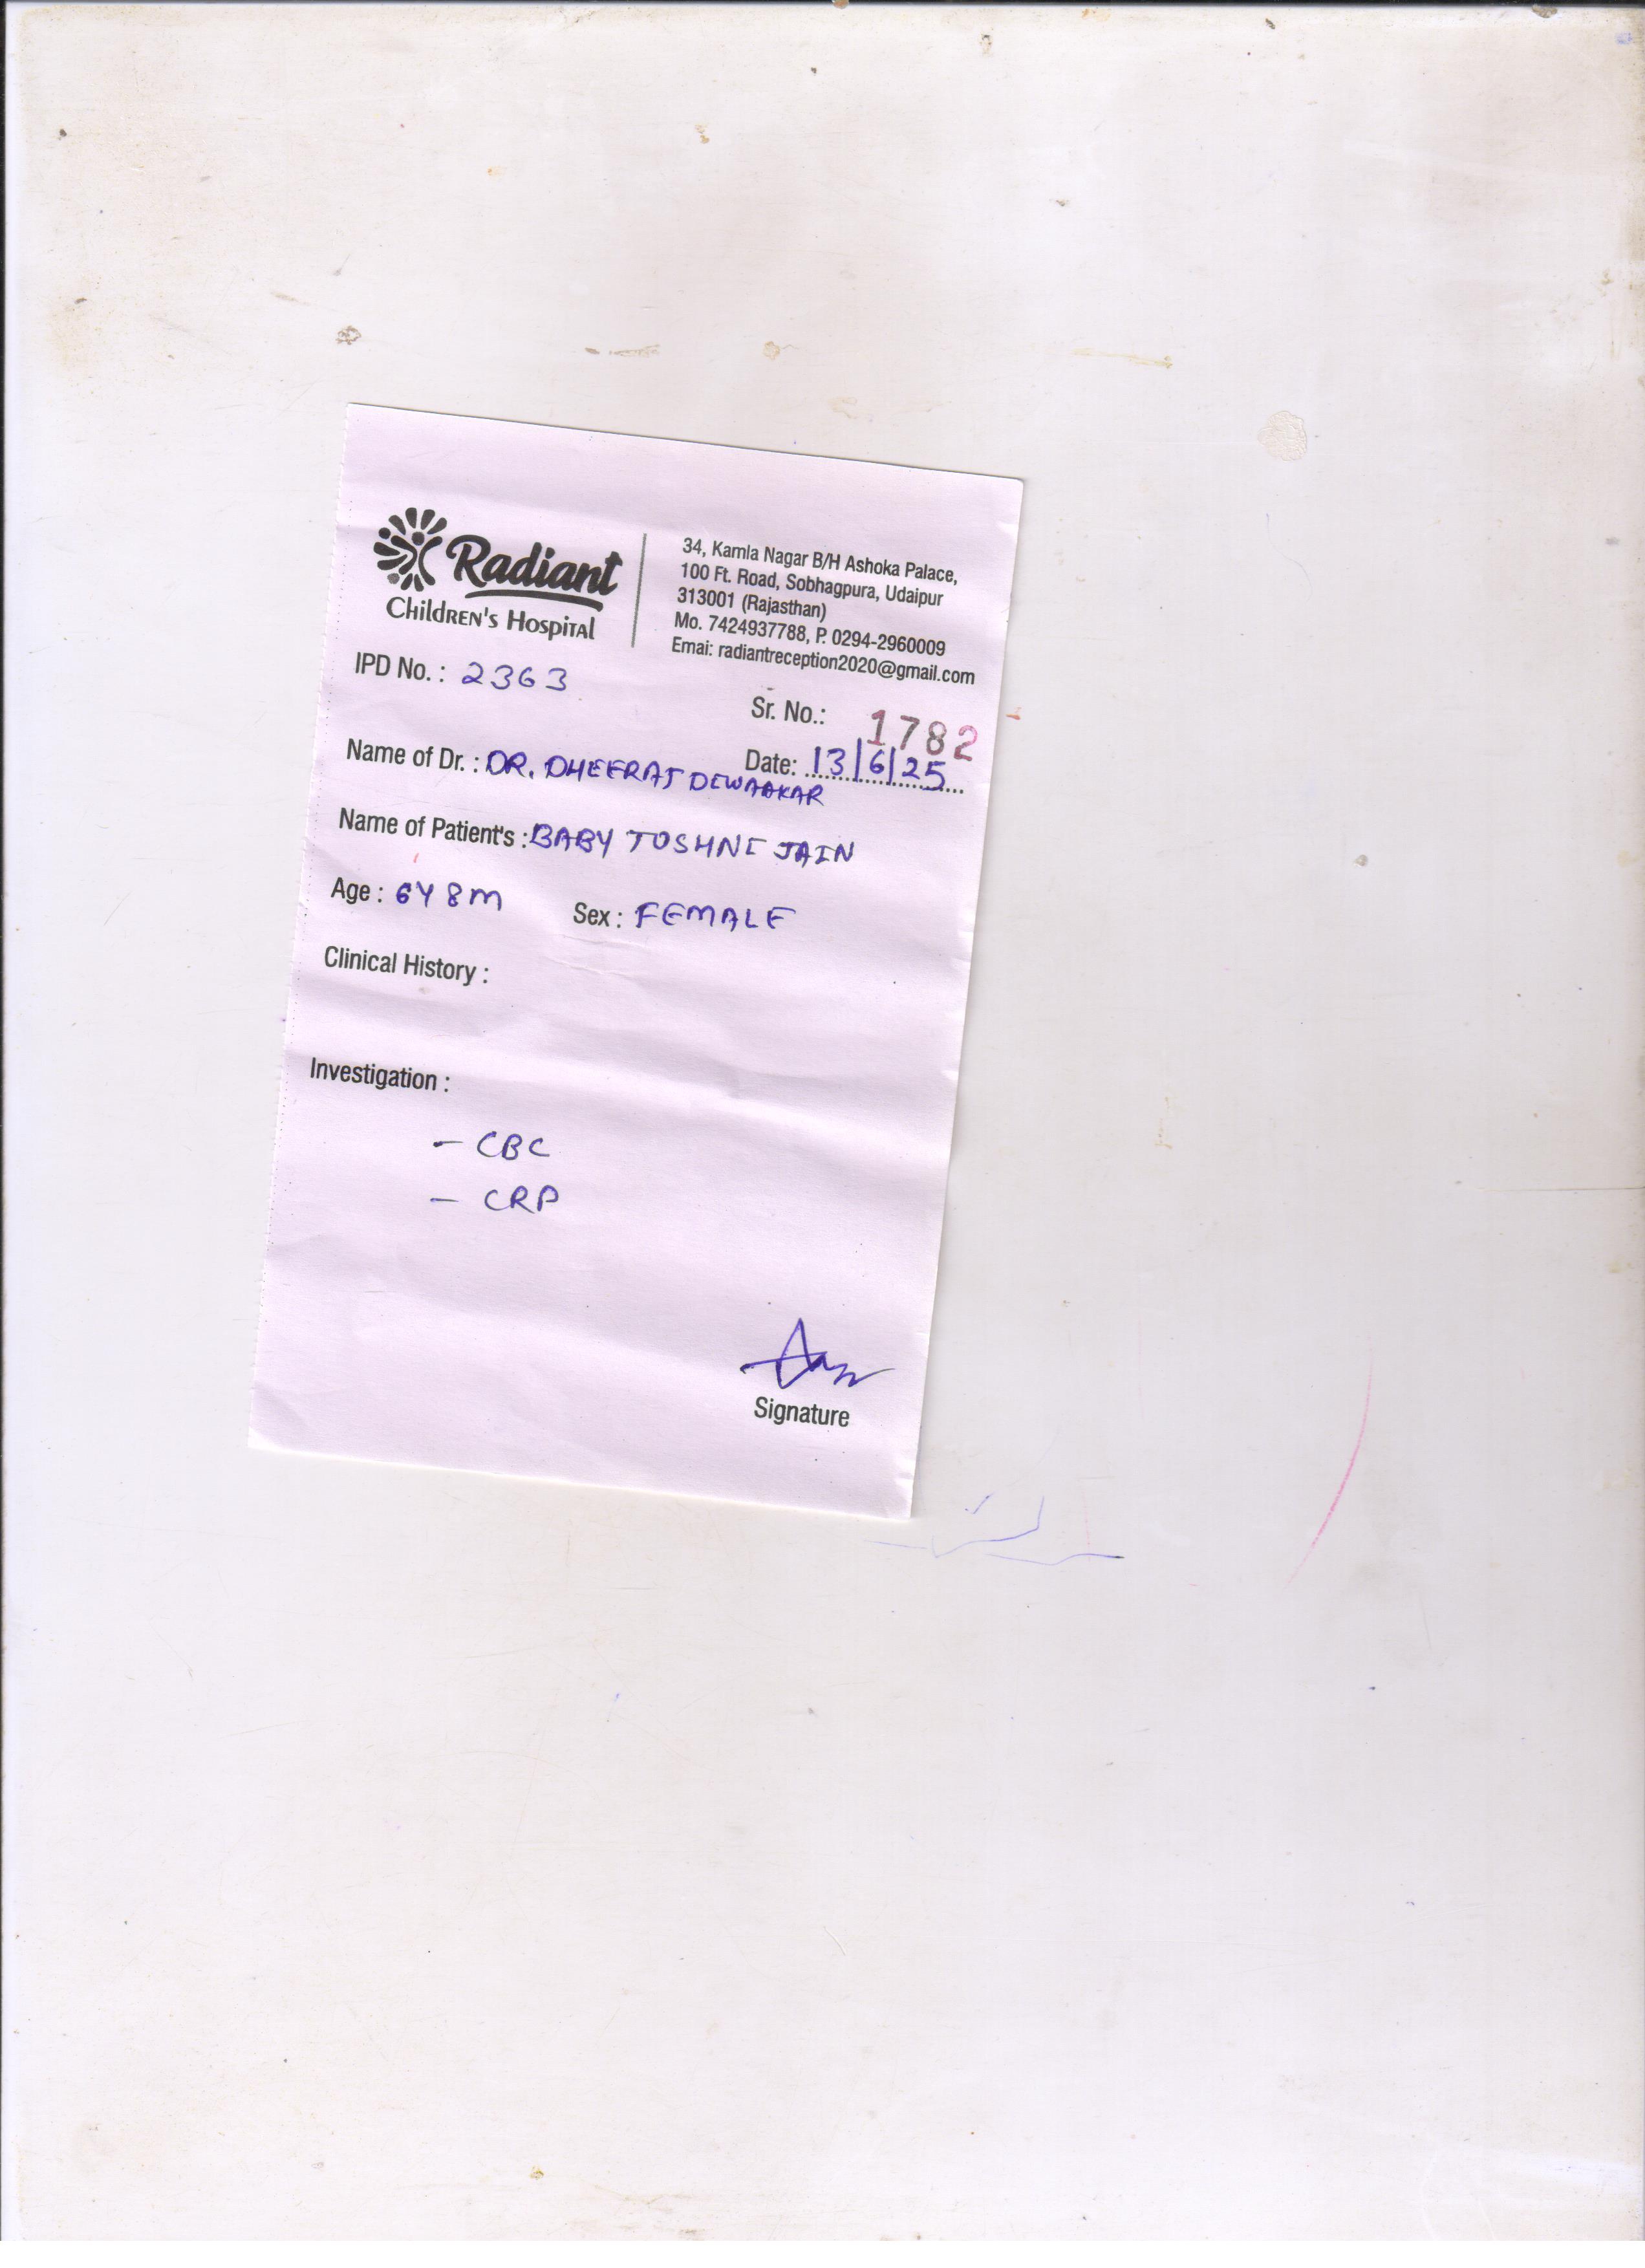 Radiant
Children's Hospital
34, Kamla Nagar B/H Ashoka Palace,
100 Ft. Road, Sobhagpura, Udaipur
313001 (Rajasthan)
Mo. 7424937788, P. 0294-2960009
Emai: radiantreception2020@gmail.com
IPD No. : 2363
Sr. No.: 1782
Date: 13/6/25
Name of Dr. : DR. DHEERAJ DEWAAKAR
Name of Patient's : BABY TOSHNI JAIN
Age : 6Y 8M Sex : FEMALE
Clinical History :
Investigation :
- CBC
- CRP
Signature